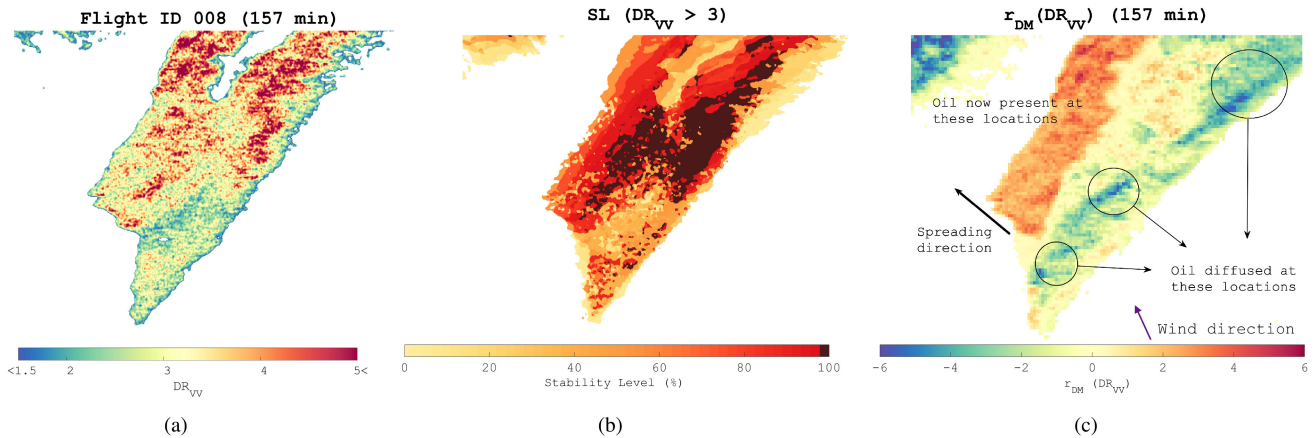 Flight ID 008 (157 min)
SL (DR_VV > 3)
r_DM(DR_VV) (157 min)
Oil now present at
these locations
Spreading
direction
Oil diffused at
these locations
Wind direction
<1.5 2 3 4 5<
DR_VV
0 20 40 60 80 100
Stability Level (%)
−6 −4 −2 0 2 4 6
r_DM (DR_VV)
(a)
(b)
(c)